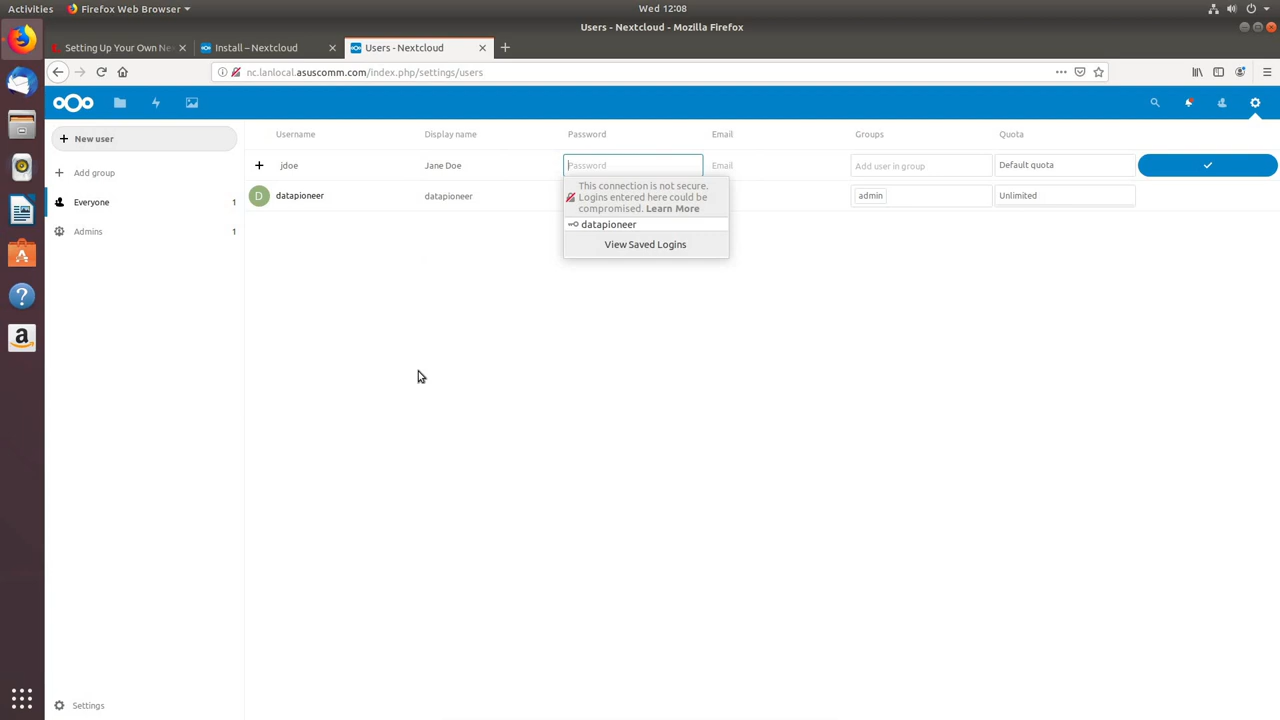 Activities
Firefox Web Browser
Wed 12:08
Users - Nextcloud - Mozilla Firefox
Setting Up Your Own Ne
Install – Nextcloud
Users - Nextcloud
nc.lanlocal.asuscomm.com/index.php/settings/users
New user
Add group
Everyone 1
Admins 1
Username Display name Password Email Groups Quota
jdoe Jane Doe Password Email Add user in group Default quota
D datapioneer datapioneer admin Unlimited
This connection is not secure.
Logins entered here could be
compromised. Learn More
datapioneer
View Saved Logins
Settings